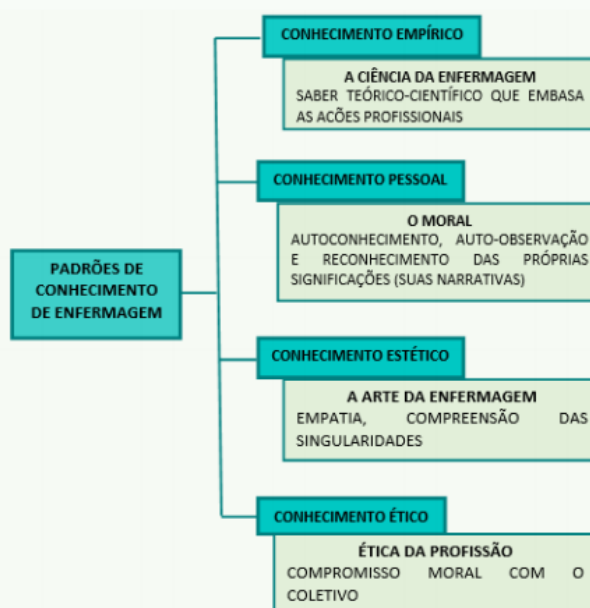 CONHECIMENTO EMPÍRICO
A CIÊNCIA DA ENFERMAGEM
SABER TEÓRICO-CIENTÍFICO QUE EMBASA
AS ACÕES PROFISSIONAIS
CONHECIMENTO PESSOAL
O MORAL
AUTOCONHECIMENTO, AUTO-OBSERVAÇÃO
E RECONHECIMENTO DAS PRÓPRIAS
SIGNIFICAÇÕES (SUAS NARRATIVAS)
PADRÕES DE
CONHECIMENTO
DE ENFERMAGEM
CONHECIMENTO ESTÉTICO
A ARTE DA ENFERMAGEM
EMPATIA, COMPREENSÃO DAS
SINGULARIDADES
CONHECIMENTO ÉTICO
ÉTICA DA PROFISSÃO
COMPROMISSO MORAL COM O
COLETIVO